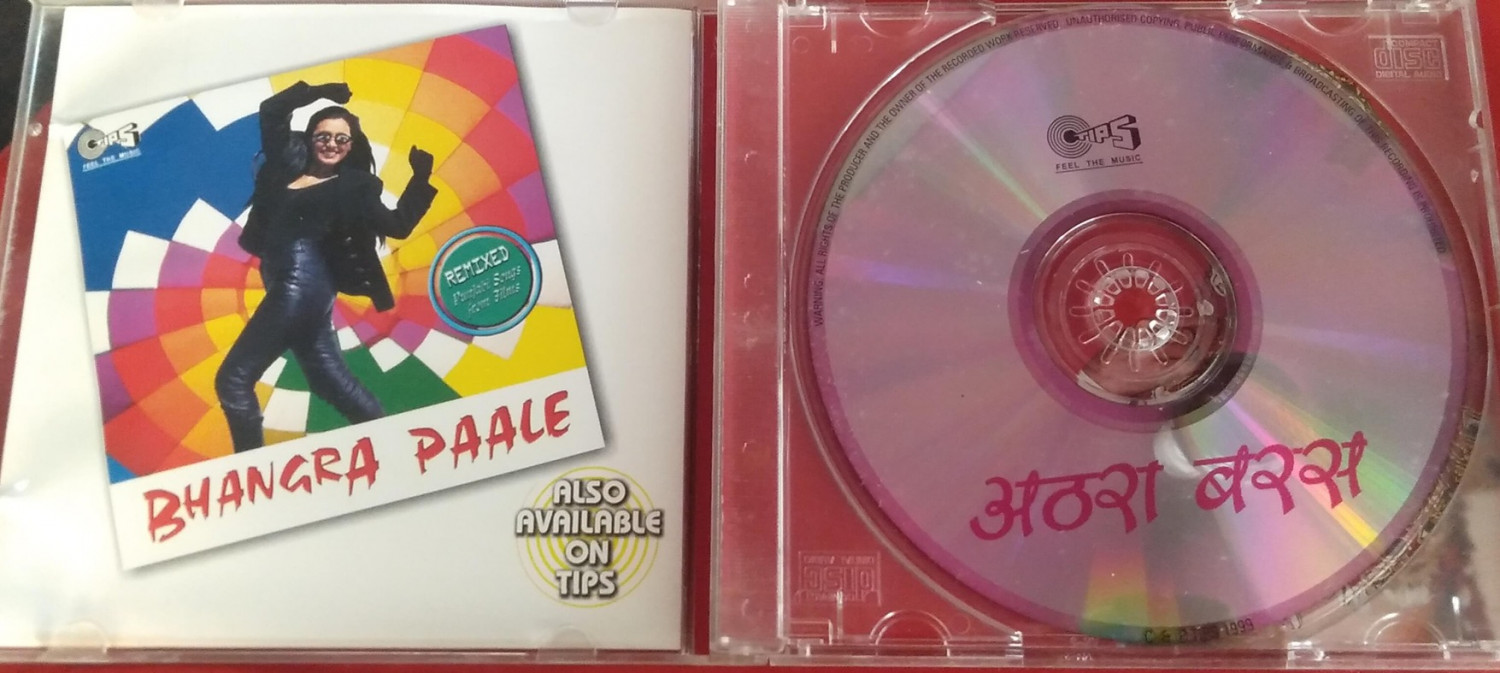 TIPS
FEEL THE MUSIC
REMIXED
Punjabi Songs
from Films
BHANGRA PAALE
ALSO
AVAILABLE
ON
TIPS
WARNING: ALL RIGHTS OF THE PRODUCER AND THE OWNER OF THE RECORDED WORK RESERVED. UNAUTHORISED COPYING, PUBLIC PERFORMANCE & BROADCASTING OF THIS RECORDING IS PROHIBITED
TIPS
FEEL THE MUSIC
अठरा बरस
1999
COMPACT
disc
DIGITAL AUDIO